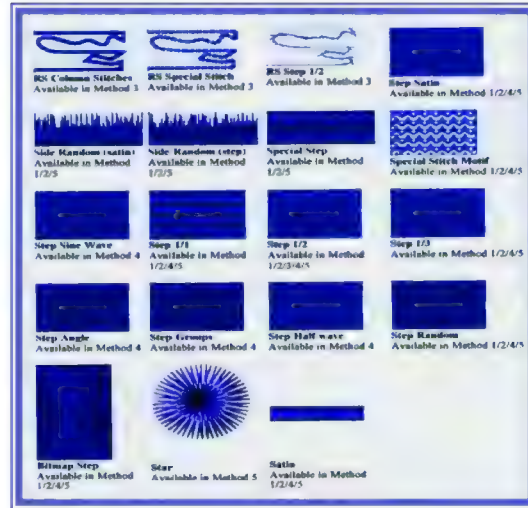 RS Column Stitches
Available in Method 3
RS Special Stitch
Available in Method 3
RS Step 1/2
Available in Method 3
Step Satin
Available in Method 1/2/4/5
Side Random (satin)
Available in Method
1/2/5
Side Random (step)
Available in Method
1/2/5
Special Step
Available in Method
1/2/5
Special Stitch Motif
Available in Method 1/2/4/5
Step Sine Wave
Available in Method 4
Step 1/1
Available in Method
1/2/4/5
Step 1/2
Available in Method
1/2/3/4/5
Step 1/3
Available in Method 1/2/4/5
Step Angle
Available in Method 4
Step Groups
Available in Method 4
Step Half wave
Available in Method 4
Step Random
Available in Method 1/2/4/5
Bitmap Step
Available in Method
1/2/4/5
Star
Available in Method 5
Satin
Available in Method
1/2/4/5